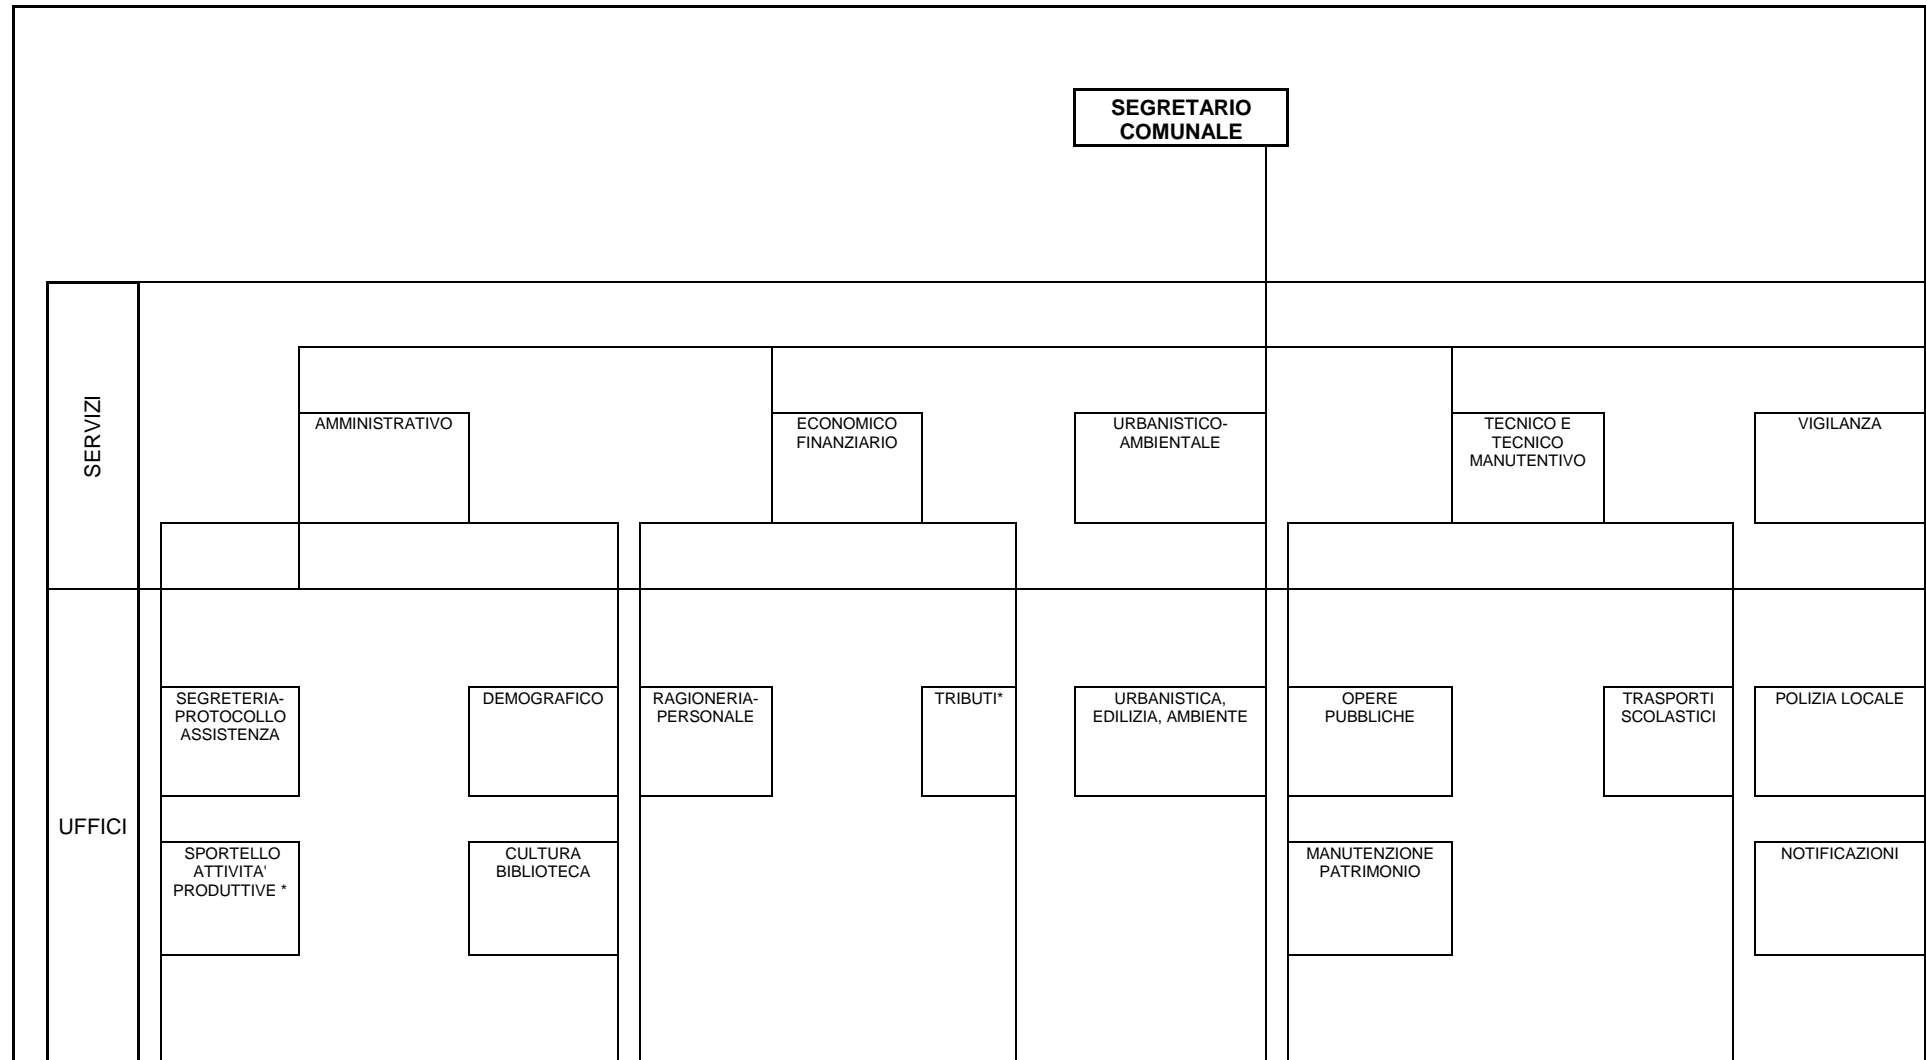 SEGRETARIO
COMUNALE
SERVIZI
AMMINISTRATIVO
ECONOMICO
FINANZIARIO
URBANISTICO-
AMBIENTALE
TECNICO E
TECNICO
MANUTENTIVO
VIGILANZA
UFFICI
SEGRETERIA-
PROTOCOLLO
ASSISTENZA
DEMOGRAFICO
RAGIONERIA-
PERSONALE
TRIBUTI*
URBANISTICA,
EDILIZIA, AMBIENTE
OPERE
PUBBLICHE
TRASPORTI
SCOLASTICI
POLIZIA LOCALE
SPORTELLO
ATTIVITA'
PRODUTTIVE *
CULTURA
BIBLIOTECA
MANUTENZIONE
PATRIMONIO
NOTIFICAZIONI